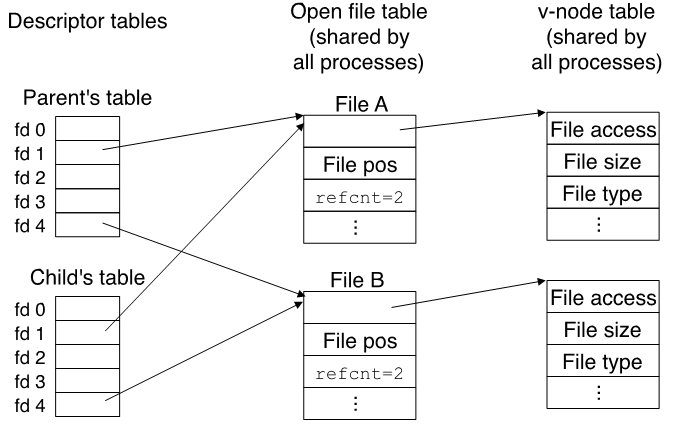 Descriptor tables
Open file table
(shared by
all processes)
v-node table
(shared by
all processes)
Parent's table
fd 0
fd 1
fd 2
fd 3
fd 4
File A
File pos
refcnt=2
⋮
File access
File size
File type
⋮
Child's table
fd 0
fd 1
fd 2
fd 3
fd 4
File B
File pos
refcnt=2
⋮
File access
File size
File type
⋮